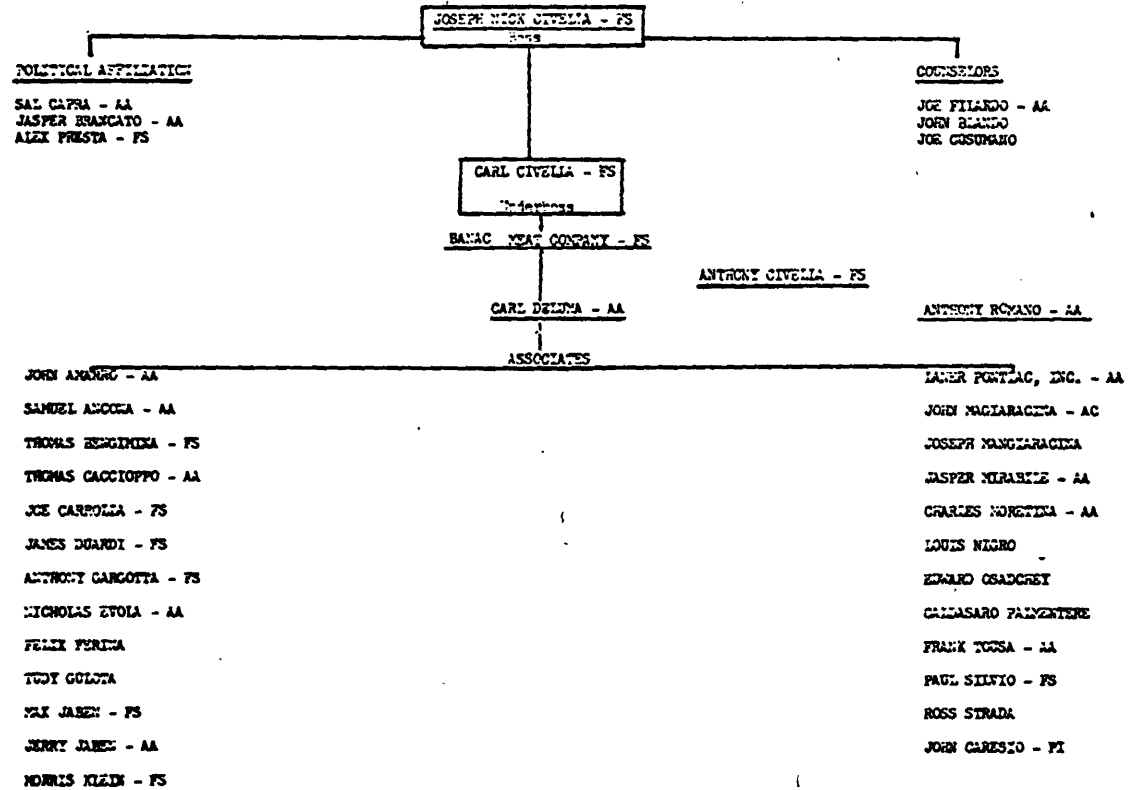 JOSEPH NICK CIVELLA - FS
Boss
POLITICAL AFFILIATION
SAL CAPRA - AA
JASPER BRANCATO - AA
ALEX PRESTA - FS
COUNSELORS
JOE FILARDO - AA
JOHN BLANDO
JOE CUSUMANO
CARL CIVELLA - FS
Underboss
BANAC MEAT COMPANY - FS
ANTHONY CIVELLA - FS
CARL DELUNA - AA
ANTHONY ROMANO - AA
ASSOCIATES
JOHN AMARRO - AA
SAMUEL ANCONA - AA
THOMAS BENGIMINA - FS
THOMAS CACCIOPPO - AA
JOE CARROLLA - FS
JAMES DUARDI - FS
ANTHONY GARGOTTA - FS
NICHOLAS EVOLA - AA
FELIX FERINA
TUDY GULOTA
MAX JABEN - FS
JERRY JABEN - AA
MORRIS KLEIN - FS
LANER PONTIAC, INC. - AA
JOHN MAGIARACINA - AC
JOSEPH MANGIARACINA
JASPER MIRABILE - AA
CHARLES MORETINA - AA
LOUIS NIGRO
EDWARD OSADCHEY
PALMENTERE
FRANK TOUSA - AA
PAUL SILVIO - FS
ROSS STRADA
JOHN CARESIO - PI